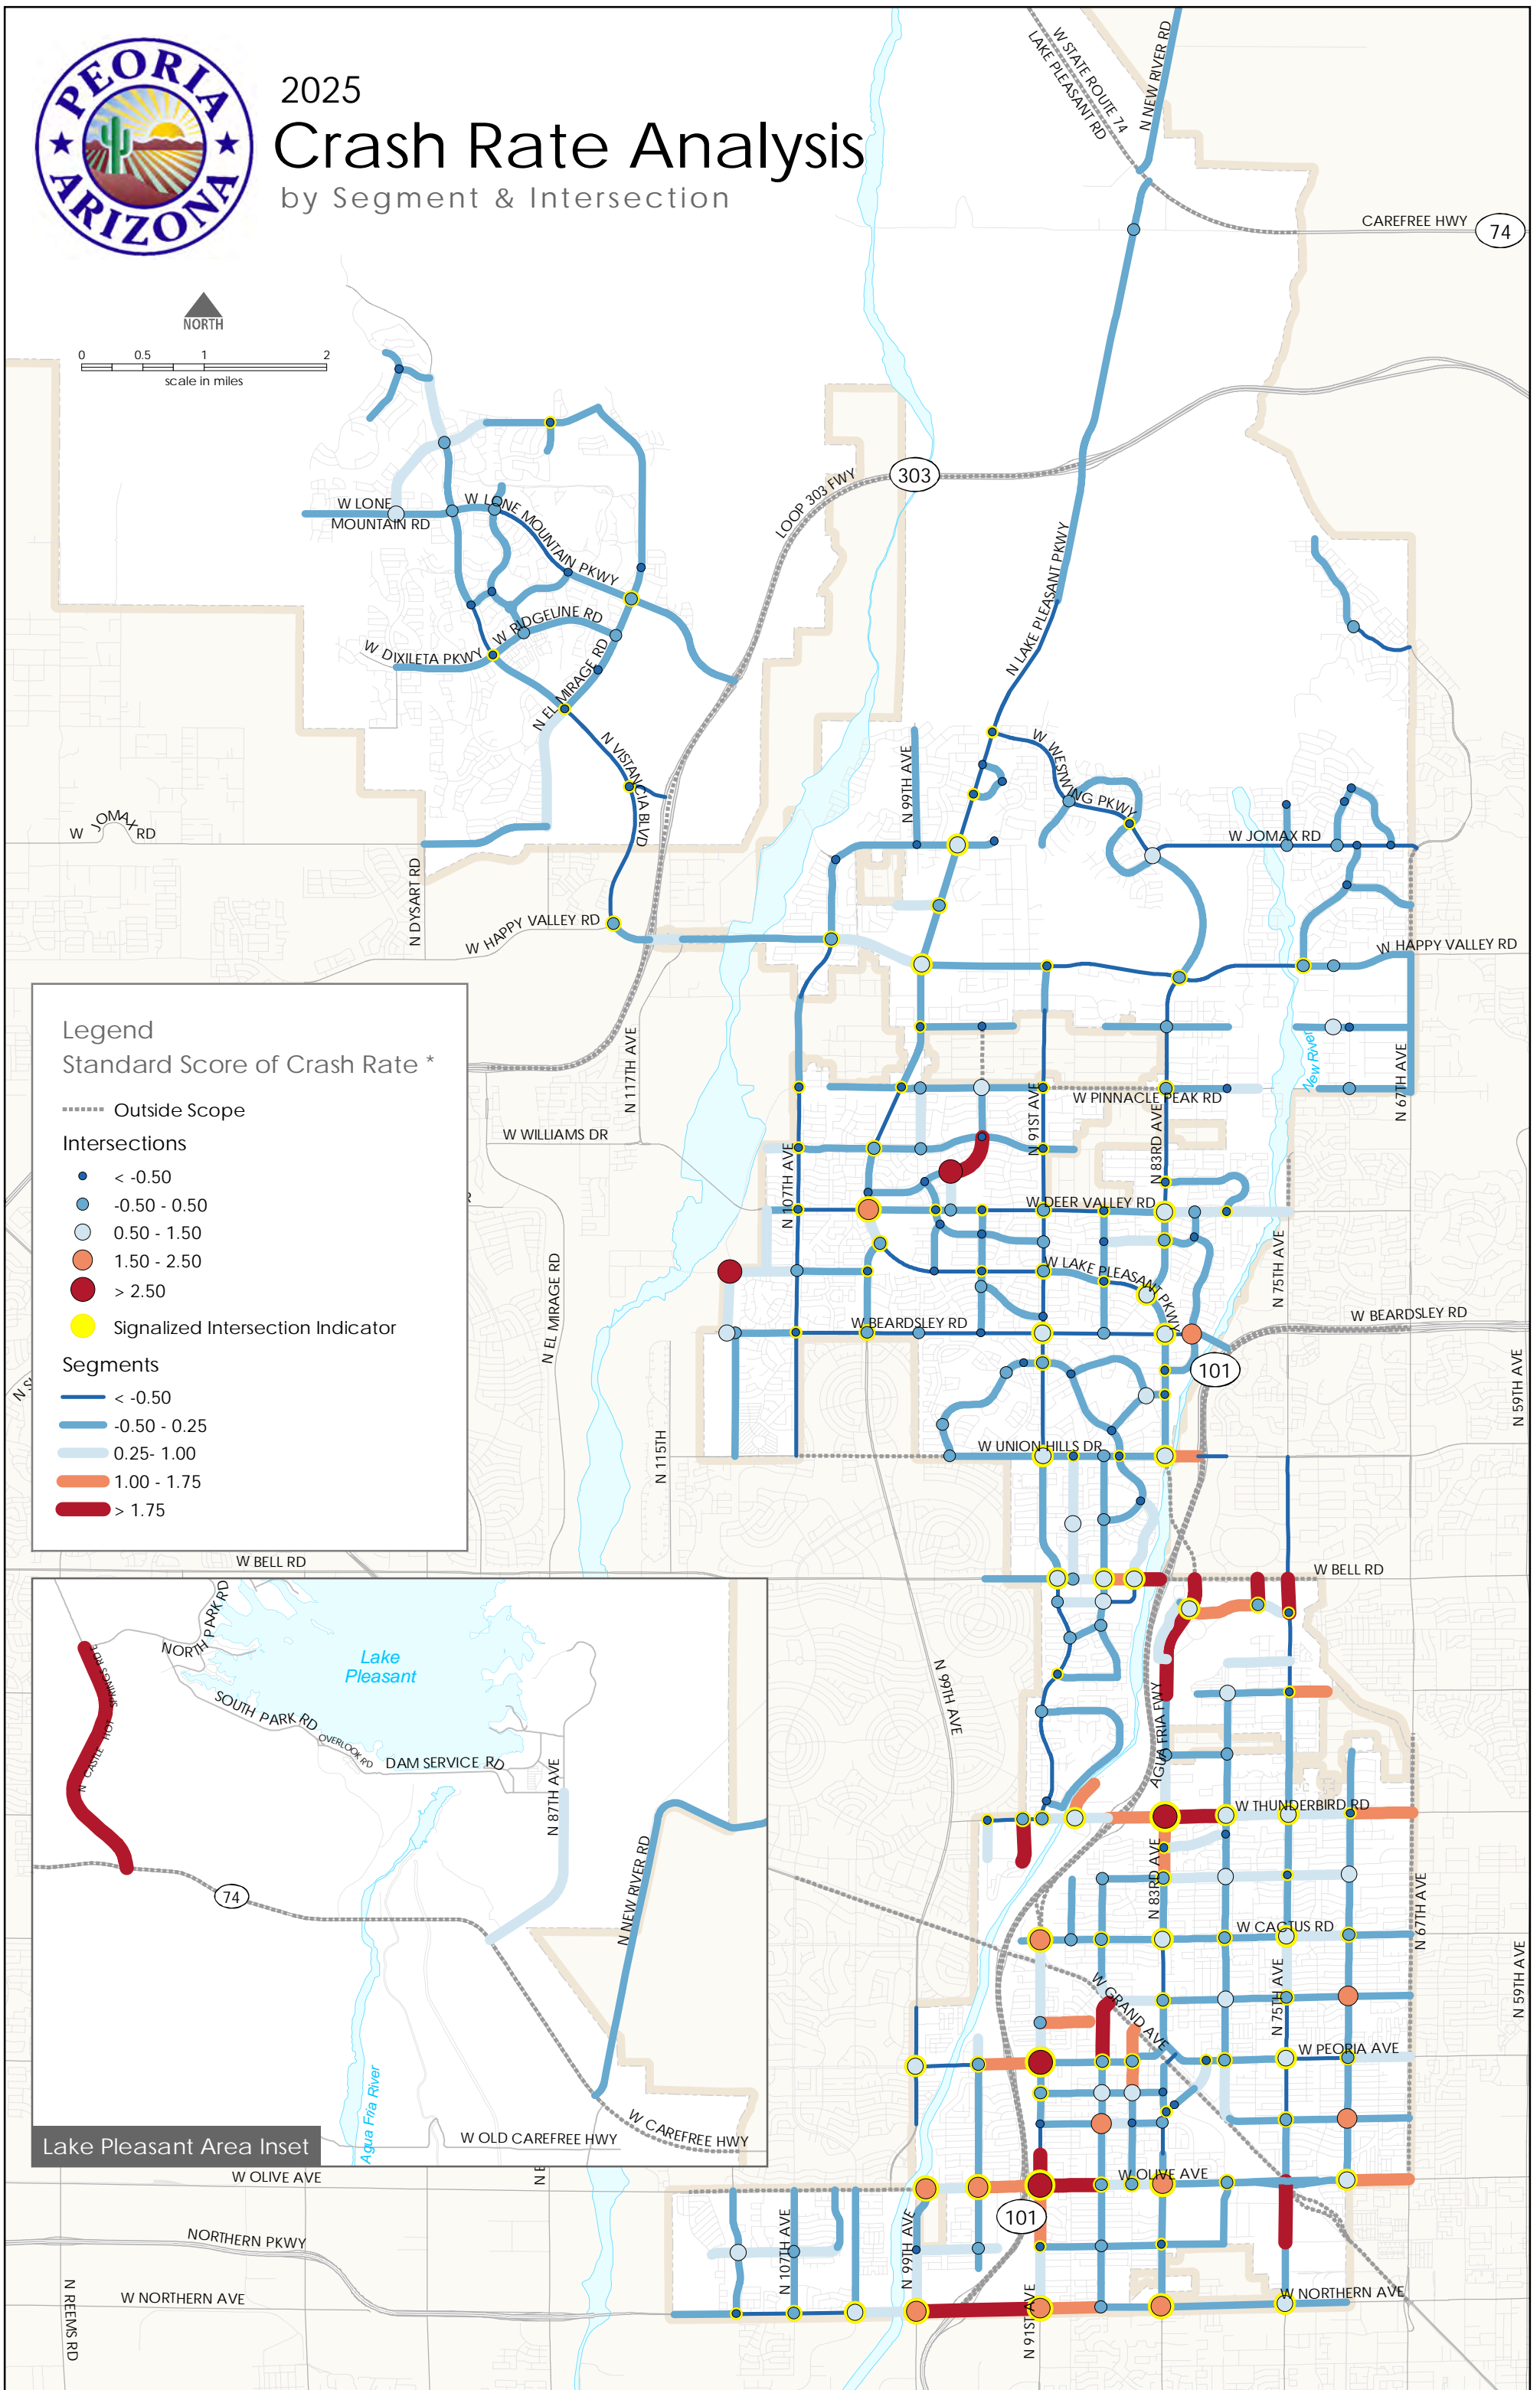 PEORIA
ARIZONA
2025
Crash Rate Analysis
by Segment & Intersection
NORTH
0 0.5 1 2
scale in miles
W STATE ROUTE 74
LAKE PLEASANT RD
N NEW RIVER RD
CAREFREE HWY
74
303
LOOP 303 FWY
W LONE
MOUNTAIN RD
W LONE MOUNTAIN PKWY
W RIDGELINE RD
W DIXILETA PKWY
N EL MIRAGE RD
N VISTANCIA BLVD
N LAKE PLEASANT PKWY
W WESTWING PKWY
N 99TH AVE
W JOMAX RD
W JOMAX RD
N DYSART RD
W HAPPY VALLEY RD
W HAPPY VALLEY RD
New River
N 67TH AVE
N 117TH AVE
W WILLIAMS DR
W PINNACLE PEAK RD
N 91ST AVE
N 83RD AVE
N 107TH AVE
W DEER VALLEY RD
W LAKE PLEASANT PKWY
N 75TH AVE
W BEARDSLEY RD
W BEARDSLEY RD
101
N EL MIRAGE RD
N 59TH AVE
N 115TH
W UNION HILLS DR
Legend
Standard Score of Crash Rate *
Outside Scope
Intersections
< -0.50
-0.50 - 0.50
0.50 - 1.50
1.50 - 2.50
> 2.50
Signalized Intersection Indicator
Segments
< -0.50
-0.50 - 0.25
0.25- 1.00
1.00 - 1.75
> 1.75
W BELL RD
W BELL RD
N 99TH AVE
AGUA FRIA FWY
W THUNDERBIRD RD
N 83RD AVE
N 67TH AVE
W CACTUS RD
W GRAND AVE
N 75TH AVE
N 59TH AVE
W PEORIA AVE
W OLIVE AVE
101
N 99TH AVE
N 107TH AVE
N 91ST AVE
W NORTHERN AVE
NORTH PARK RD
Lake
Pleasant
SOUTH PARK RD
OVERLOOK RD
DAM SERVICE RD
N CASTLE HOT SPRINGS RD
N 87TH AVE
N NEW RIVER RD
74
Agua Fria River
W CAREFREE HWY
W OLD CAREFREE HWY
Lake Pleasant Area Inset
W OLIVE AVE
NORTHERN PKWY
W NORTHERN AVE
N REEMS RD